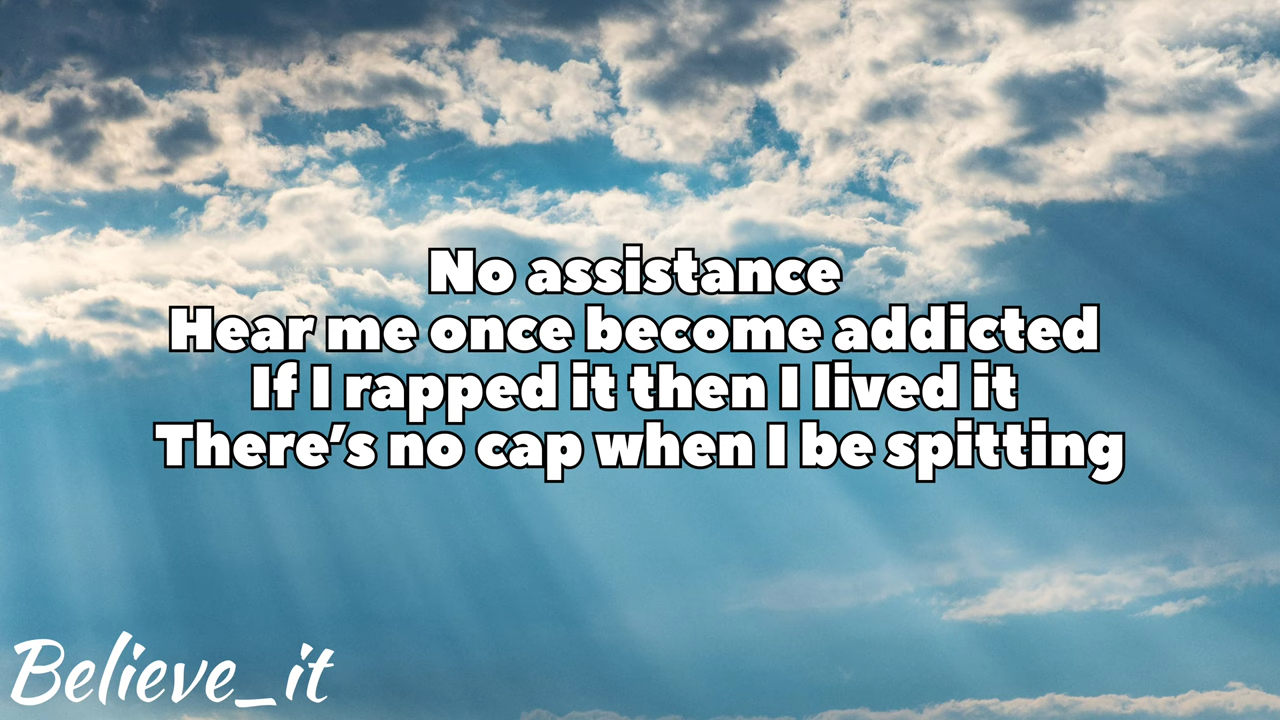 No assistance
Hear me once become addicted
If I rapped it then I lived it
There's no cap when I be spitting
Believe_it